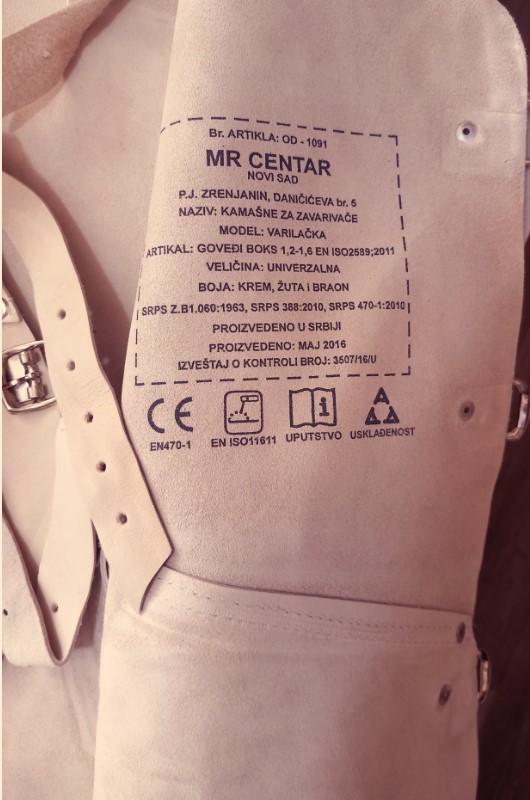 Br. ARTIKLA: OD - 1091
MR CENTAR
NOVI SAD
P.J. ZRENJANIN, DANIČIĆEVA br. 5
NAZIV: KAMAŠNE ZA ZAVARIVAČE
MODEL: VARILAČKA
ARTIKAL: GOVEĐI BOKS 1,2-1,6 EN ISO2589;2011
VELIČINA: UNIVERZALNA
BOJA: KREM, ŽUTA i BRAON
SRPS Z.B1.060:1963, SRPS 388:2010, SRPS 470-1:2010
PROIZVEDENO U SRBIJI
PROIZVEDENO: MAJ 2016
IZVEŠTAJ O KONTROLI BROJ: 3507/16/U
CE
i
A A A
EN470-1
EN ISO11611
UPUTSTVO
USKLAĐENOST